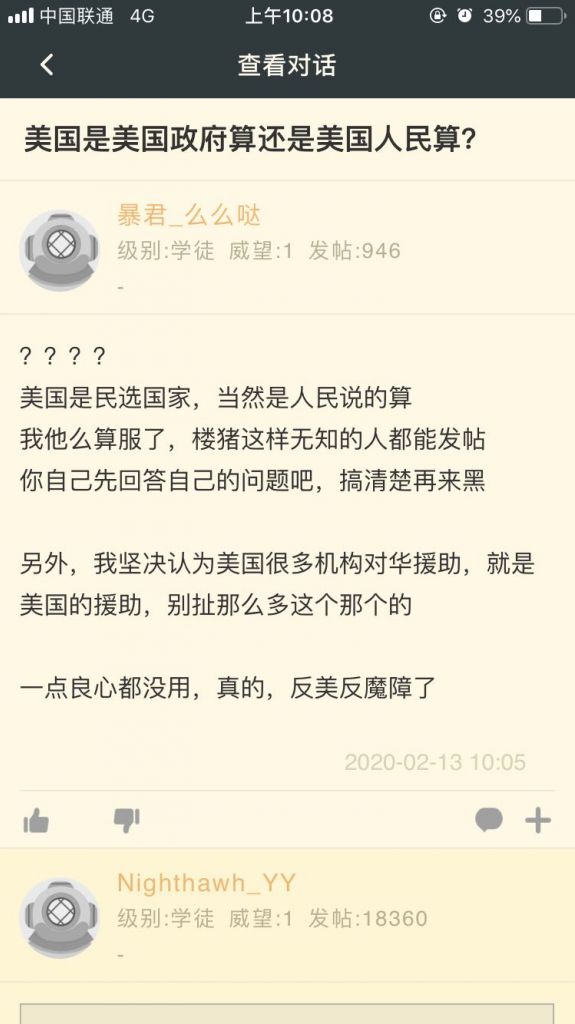 中国联通 4G 上午10:08 39%
查看对话
美国是美国政府算还是美国人民算?
暴君_么么哒
级别:学徒 威望:1 发帖:946
-
？？？？
美国是民选国家，当然是人民说的算
我他么算服了，楼猪这样无知的人都能发帖
你自己先回答自己的问题吧，搞清楚再来黑
另外，我坚决认为美国很多机构对华援助，就是
美国的援助，别扯那么多这个那个的
一点良心都没用，真的，反美反魔障了
2020-02-13 10:05
Nighthawh_YY
级别:学徒 威望:1 发帖:18360
-